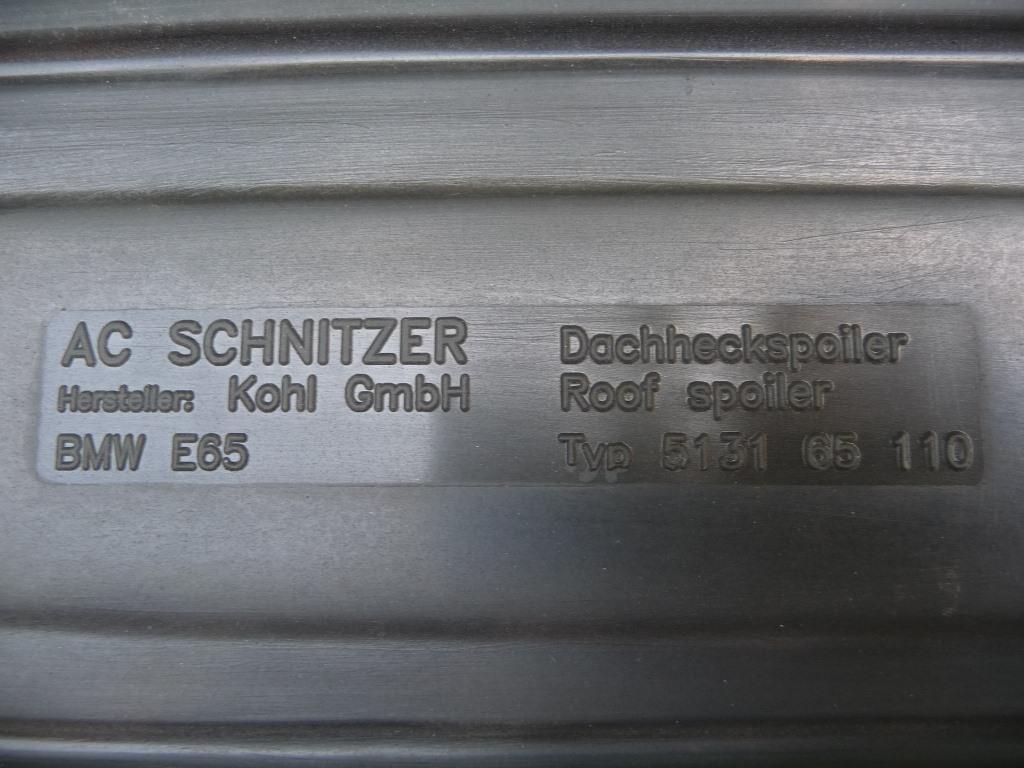 AC SCHNITZER
Hersteller: Kohl GmbH
BMW E65
Dachheckspoiler
Roof spoiler
Typ 5131 65 110